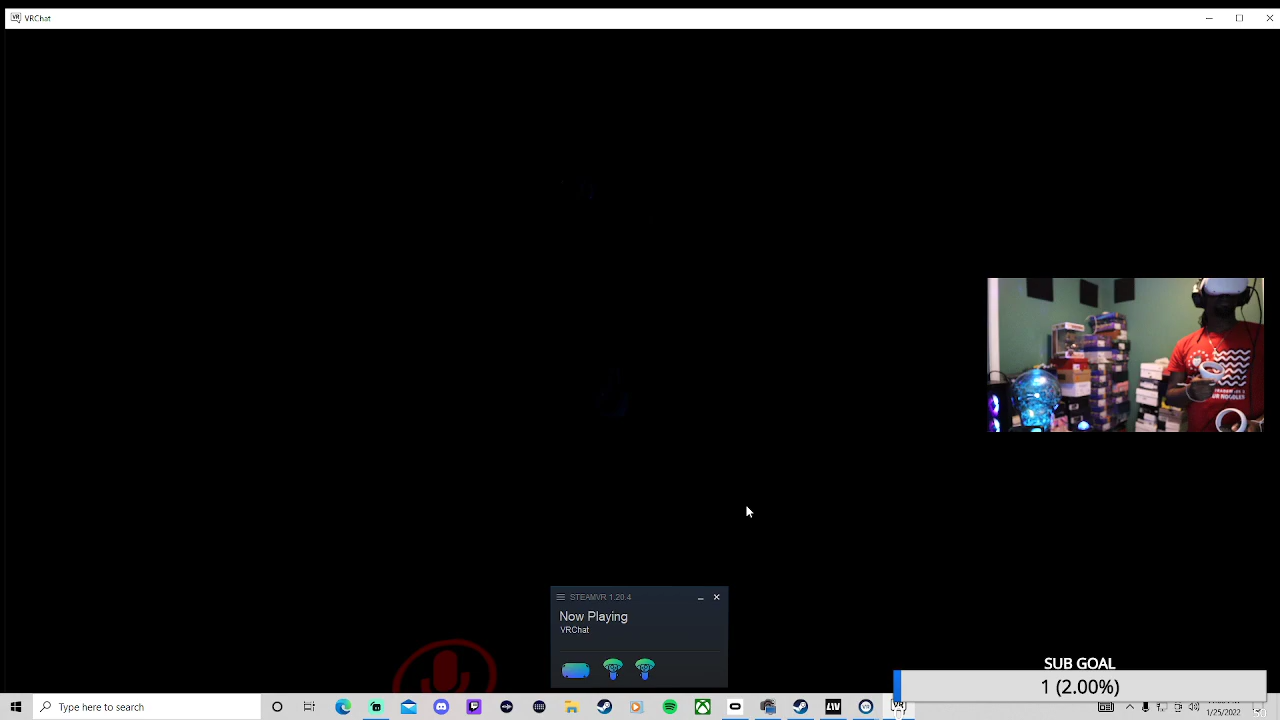 VRChat
STEAMVR 1.20.4
Now Playing
VRChat
SUB GOAL
1 (2.00%)
Type here to search
1/25/2022